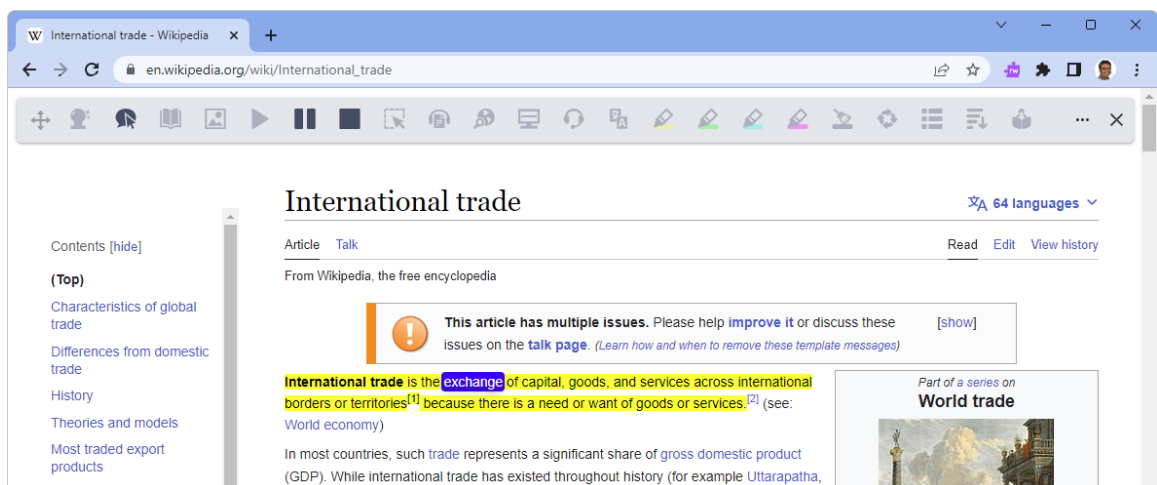 W International trade - Wikipedia
en.wikipedia.org/wiki/International_trade
rw
International trade
文A 64 languages
Contents [hide]
Article Talk
Read Edit View history
(Top)
From Wikipedia, the free encyclopedia
Characteristics of global
trade
Differences from domestic
trade
History
Theories and models
Most traded export
products
This article has multiple issues. Please help improve it or discuss these
issues on the talk page. (Learn how and when to remove these template messages)
[show]
International trade is the exchange of capital, goods, and services across international
borders or territories[1] because there is a need or want of goods or services.[2] (see:
World economy)
In most countries, such trade represents a significant share of gross domestic product
(GDP). While international trade has existed throughout history (for example Uttarapatha,
Part of a series on
World trade